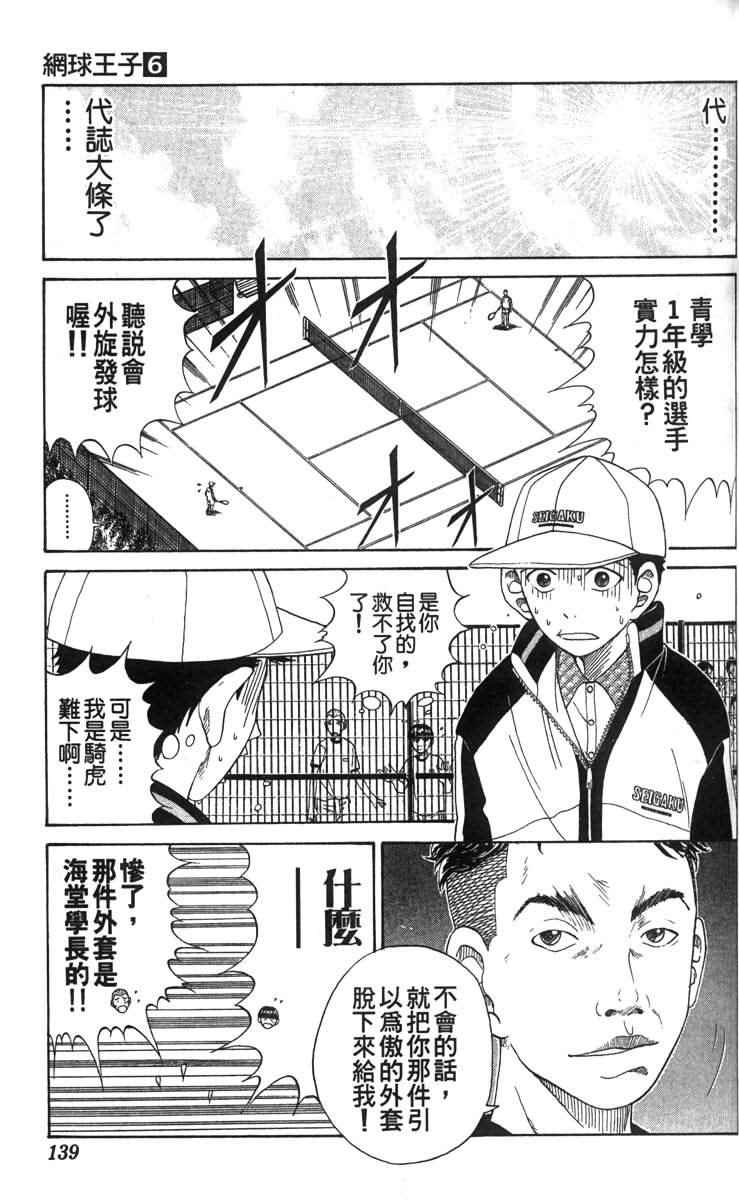 網球王子6
代…………
代誌大條了
……
青學
1年級的選手
實力怎樣?
聽說會
外旋發球
喔!!
オ
オ
オ
オ
………
SEIGAKU
SEIGAKU
是你
自找的,
救不了你
了!
可是……
我是騎虎
難下啊……
什麼
——
不會的話,
就把你那件引
以為傲的外套
脫下來給我!
慘了,
那件外套是
海堂學長的!!
139